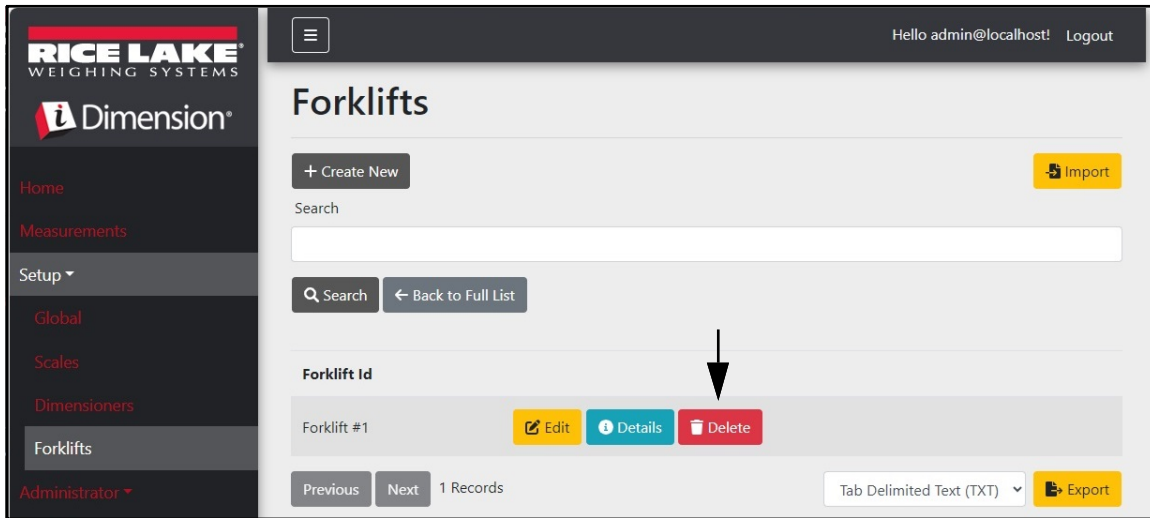 RICE LAKE®
WEIGHING SYSTEMS
i Dimension®
Home
Measurements
Setup
Global
Scales
Dimensioners
Forklifts
Administrator
Hello admin@localhost! Logout
Forklifts
+ Create New
Import
Search
Search ← Back to Full List
Forklift Id
Forklift #1 Edit Details Delete
Previous Next 1 Records Tab Delimited Text (TXT) Export